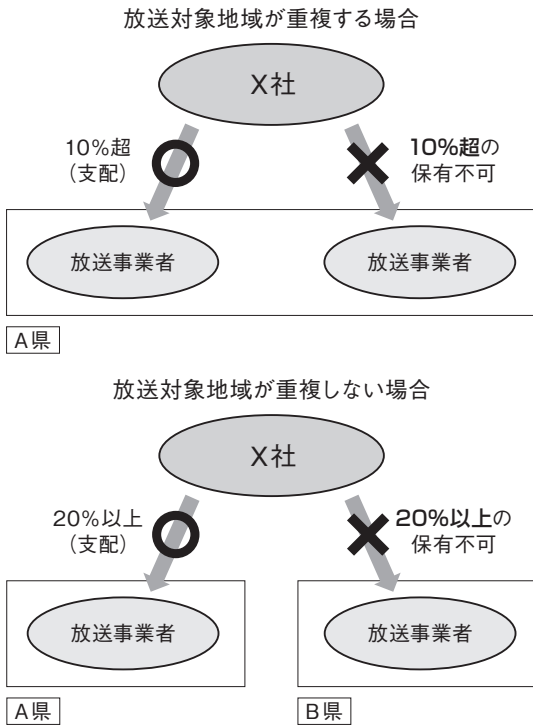 放送対象地域が重複する場合
X社
10%超
(支配)
10%超の
保有不可
放送事業者
放送事業者
A県
放送対象地域が重複しない場合
X社
20%以上
(支配)
20%以上の
保有不可
放送事業者
放送事業者
A県
B県